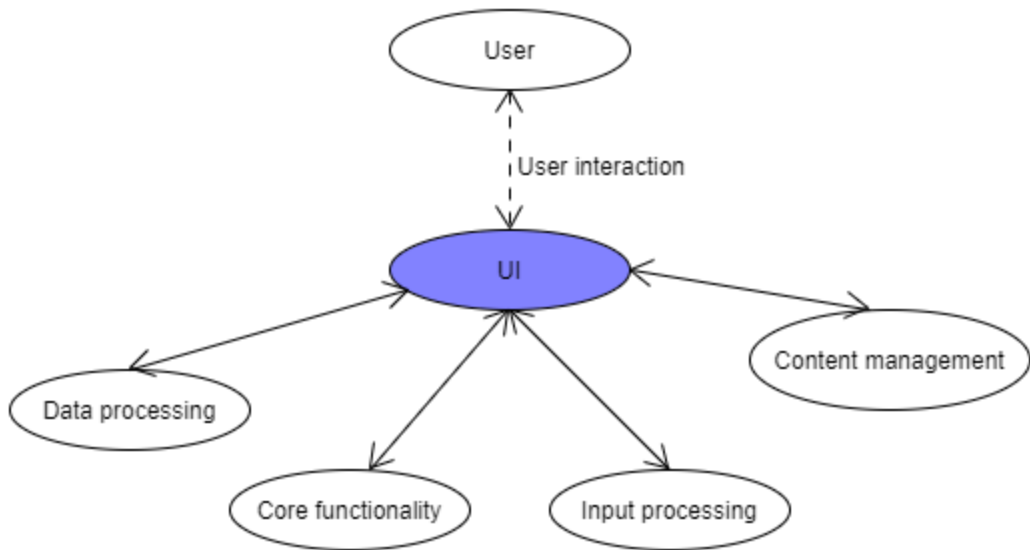 User
User interaction
UI
Content management
Data processing
Core functionality
Input processing